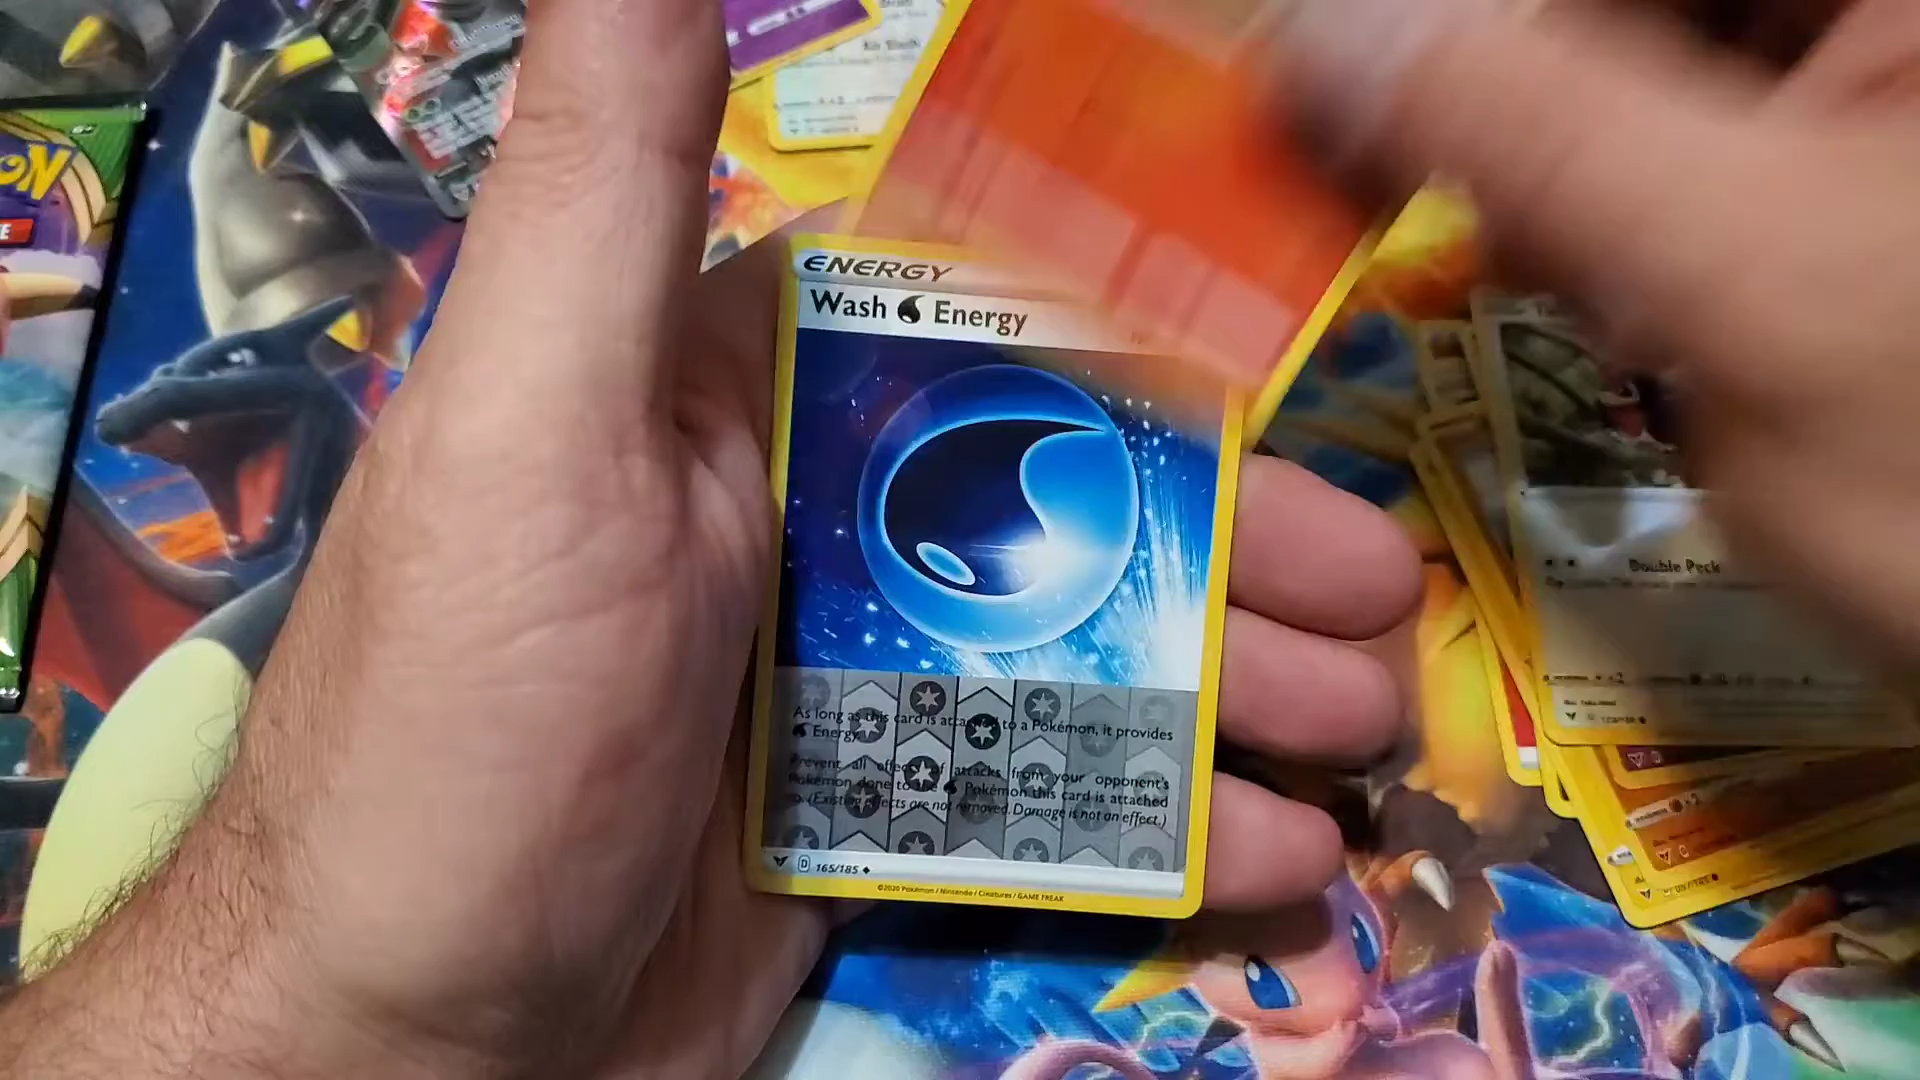 ENERGY
Wash Energy
As long as this card is attached to a Pokémon, it provides
Energy.
Prevent all effects of attacks from your opponent's
Pokémon done to the Pokémon this card is attached
to. (Existing effects are not removed. Damage is not an effect.)
D 165/185
©2020 Pokémon / Nintendo / Creatures / GAME FREAK
Air Slash
Double Peck